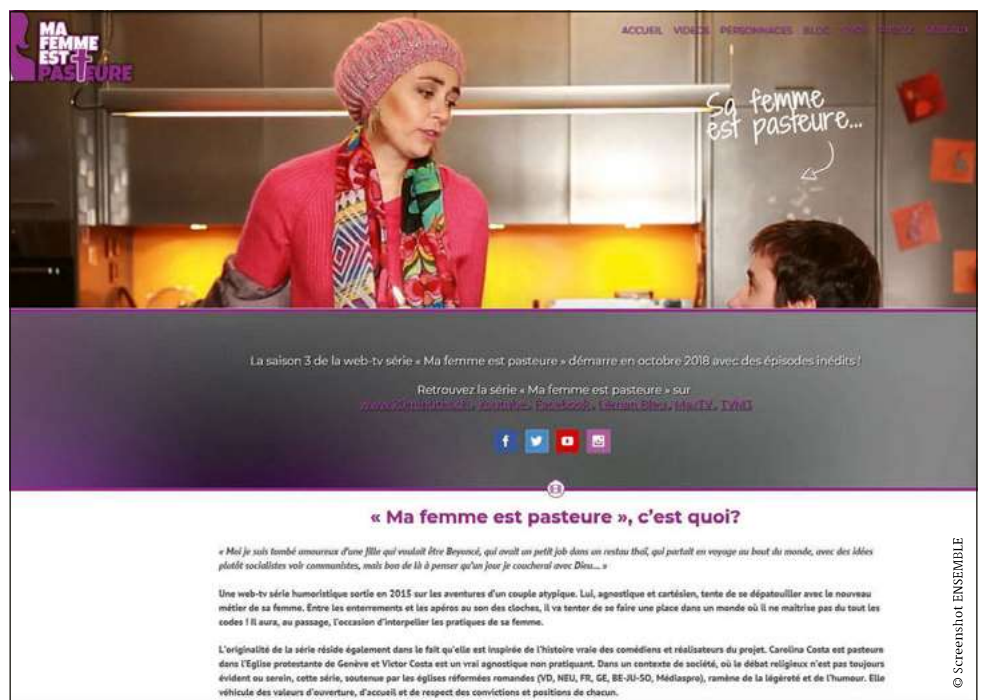 MA
FEMME
EST
PASTEURE
ACCUEIL VIDEOS PERSONNAGES BLOG
Sa femme
est pasteure...
La saison 3 de la web-tv série « Ma femme est pasteure » démarre en octobre 2018 avec des épisodes inédits !
Retrouvez la série « Ma femme est pasteure » sur
www.20minutes.ch, Youtube, Facebook, Léman Bleu, MaxTV, TVM3
« Ma femme est pasteure », c'est quoi?
« Moi je suis tombé amoureux d'une fille qui voulait être Beyoncé, qui avait un petit job dans un restau thaï, qui partait en voyage au bout du monde, avec des idées
plutôt socialistes voir communistes, mais bon de là à penser qu'un jour je coucherai avec Dieu... »
Une web-tv série humoristique sortie en 2015 sur les aventures d'un couple atypique. Lui, agnostique et cartésien, tente de se dépatouiller avec le nouveau
métier de sa femme. Entre les enterrements et les apéros au son des cloches, il va tenter de se faire une place dans un monde où il ne maîtrise pas du tout les
codes ! Il aura, au passage, l'occasion d'interpeller les pratiques de sa femme.
L'originalité de la série réside également dans le fait qu'elle est inspirée de l'histoire vraie des comédiens et réalisateurs du projet. Carolina Costa est pasteure
dans l'Eglise protestante de Genève et Victor Costa est un vrai agnostique non pratiquant. Dans un contexte de société, où le débat religieux n'est pas toujours
évident ou serein, cette série, soutenue par les églises réformées romandes (VD, NEU, FR, GE, BE-JU-SO, Médiaspro), ramène de la légèreté et de l'humour. Elle
véhicule des valeurs d'ouverture, d'accueil et de respect des convictions et positions de chacun.
© Screenshot ENSEMBLE